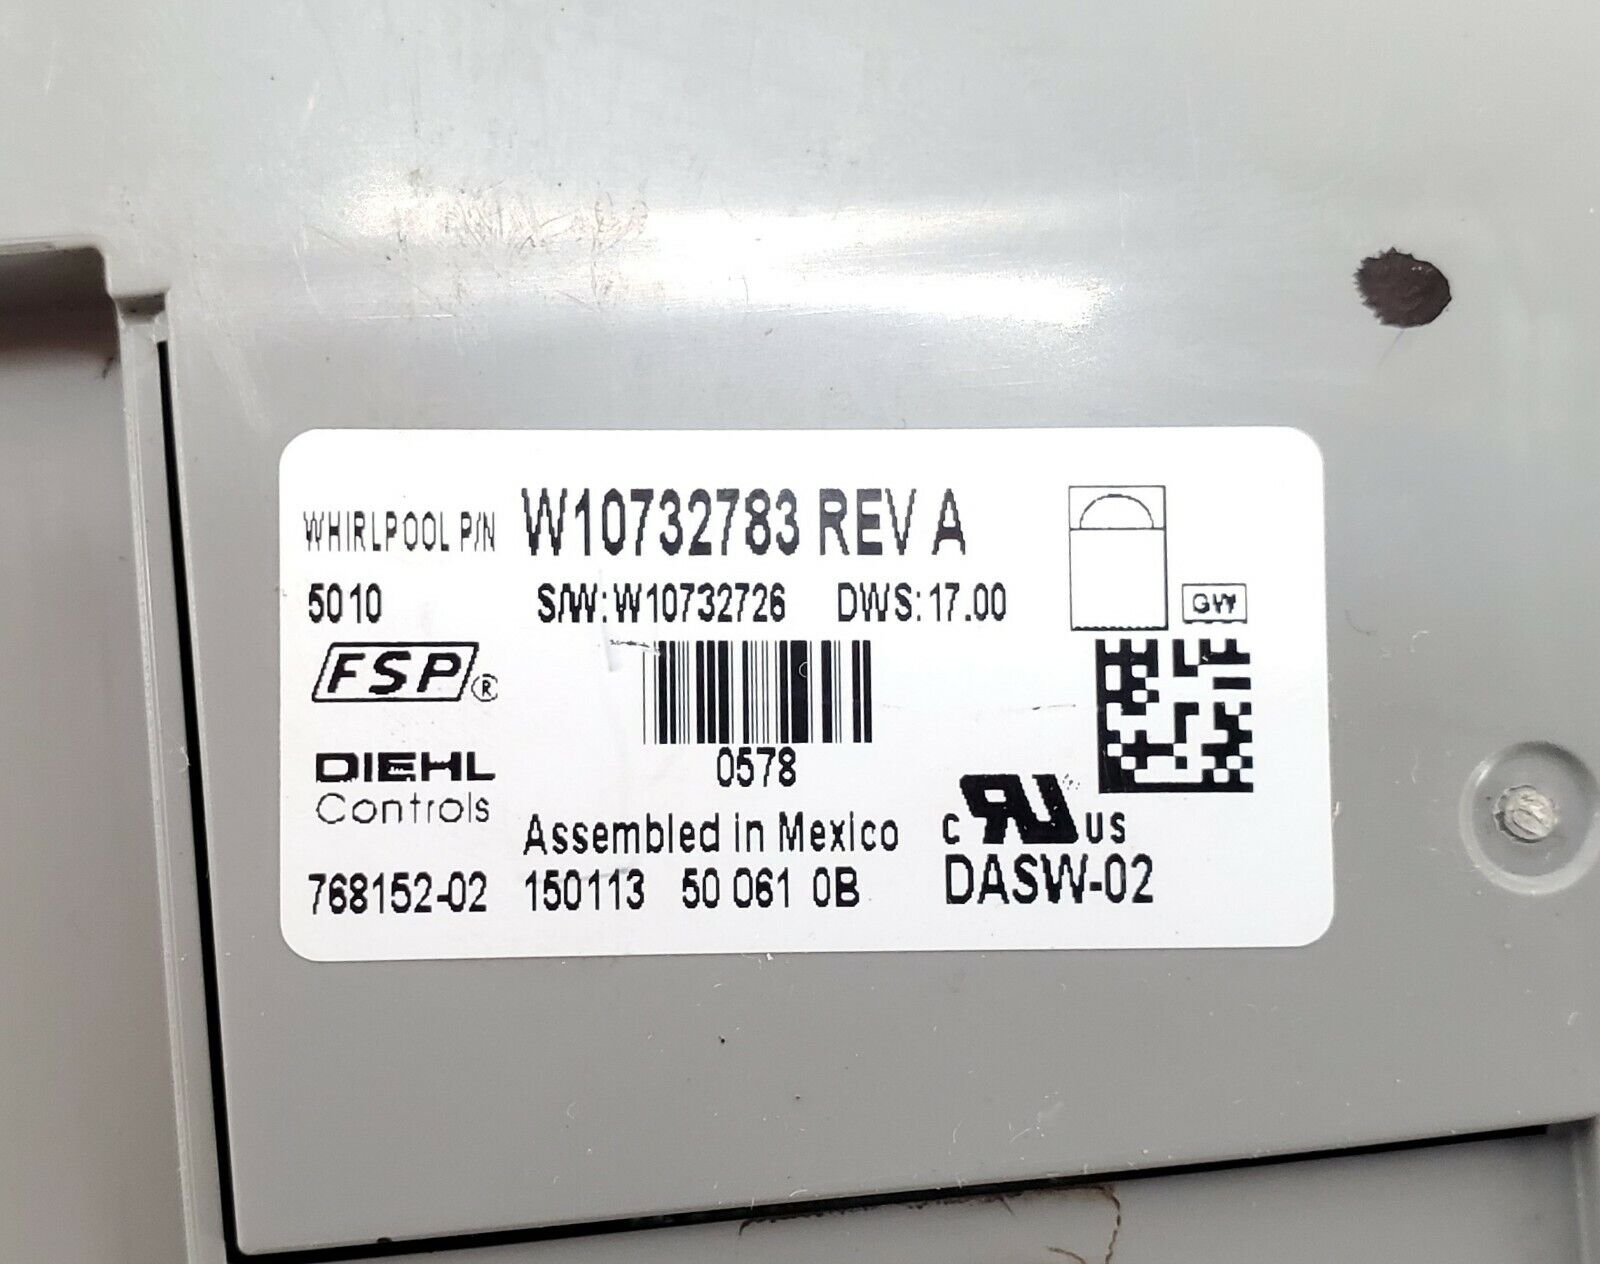 WHIRLPOOL P/N W10732783 REV A
5010 S/W: W10732726 DWS: 17.00
GW
FSP®
0578
DIEHL
Controls
Assembled in Mexico
C RU US
768152-02 150113 50 061 0B DASW-02